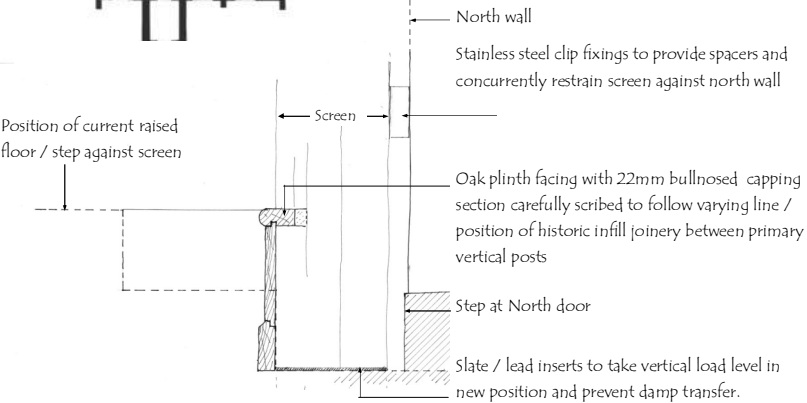 North wall
Stainless steel clip fixings to provide spacers and
concurrently restrain screen against north wall
Screen
Position of current raised
floor / step against screen
Oak plinth facing with 22mm bullnosed capping
section carefully scribed to follow varying line /
position of historic infill joinery between primary
vertical posts
Step at North door
Slate / lead inserts to take vertical load level in
new position and prevent damp transfer.